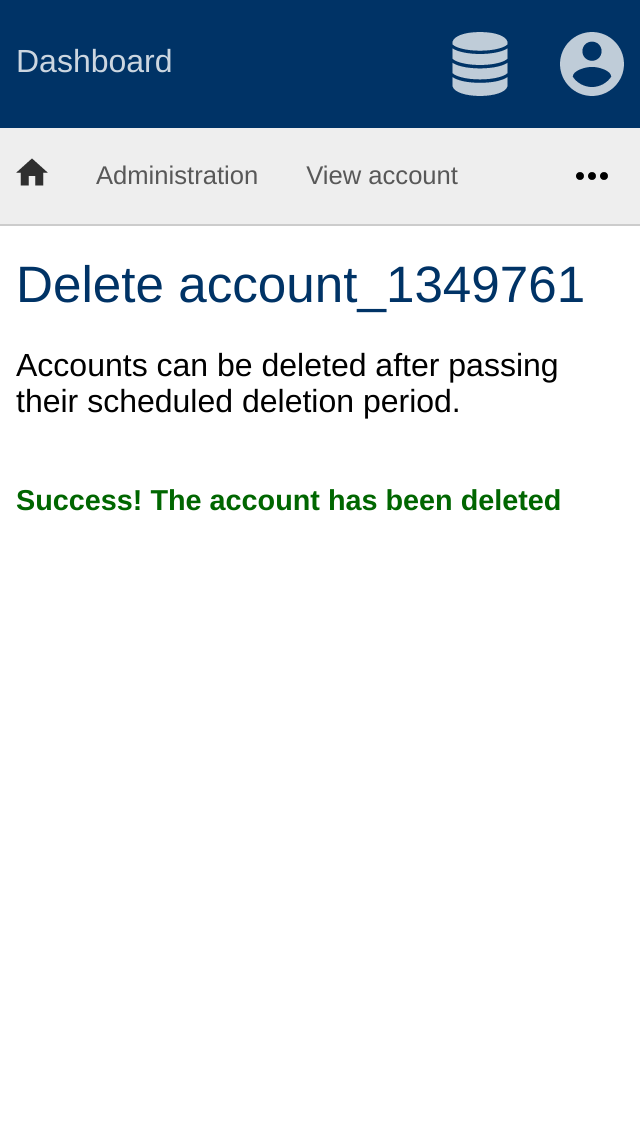 Dashboard
Administration View account
Delete account_1349761
Accounts can be deleted after passing
their scheduled deletion period.
Success! The account has been deleted